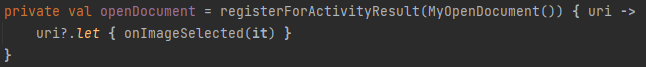 private val openDocument = registerForActivityResult(MyOpenDocument()) { uri ->
    uri?.let { onImageSelected(it) }
}